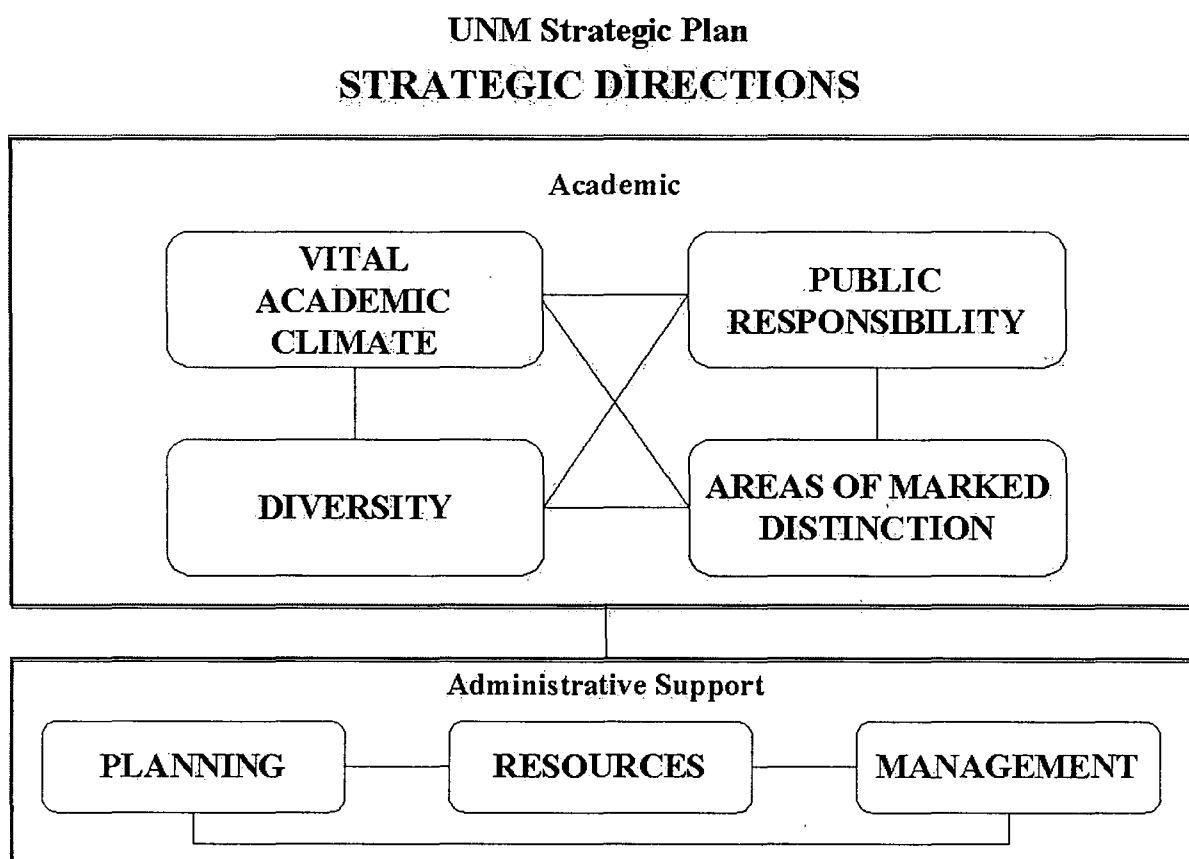 UNM Strategic Plan
STRATEGIC DIRECTIONS
Academic
VITAL
ACADEMIC
CLIMATE
PUBLIC
RESPONSIBILITY
DIVERSITY
AREAS OF MARKED
DISTINCTION
Administrative Support
PLANNING
RESOURCES
MANAGEMENT